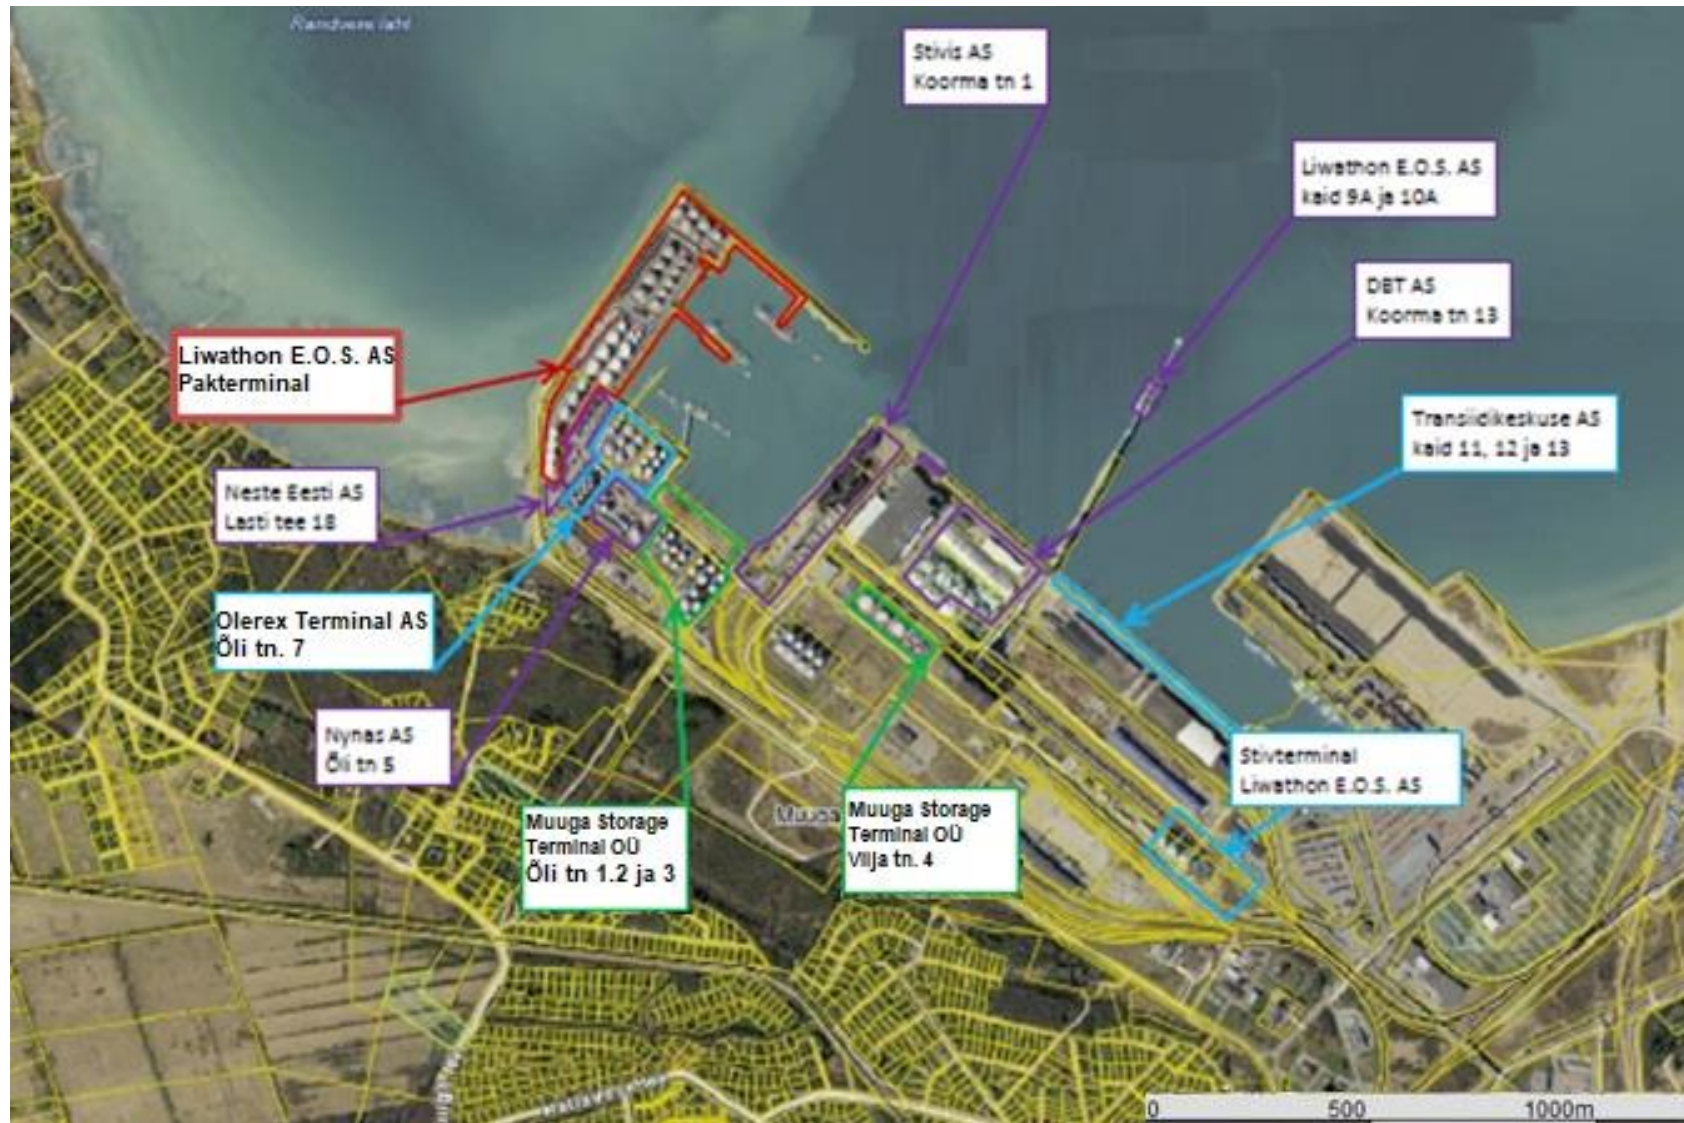 Randvere laht
Stivis AS
Koorma tn 1
Liwathon E.O.S. AS
kaid 9A ja 10A
DBT AS
Koorma tn 13
Liwathon E.O.S. AS
Pakterminal
Transiidikeskuse AS
kaid 11, 12 ja 13
Neste Eesti AS
Lasti tee 18
Olerex Terminal AS
Õli tn. 7
Nynas AS
Õli tn 5
Stivterminal
Liwathon E.O.S. AS
Muuga Storage
Terminal OÜ
Õli tn 1.2 ja 3
Muuga
Muuga Storage
Terminal OÜ
Vilja tn. 4
0 500 1000m